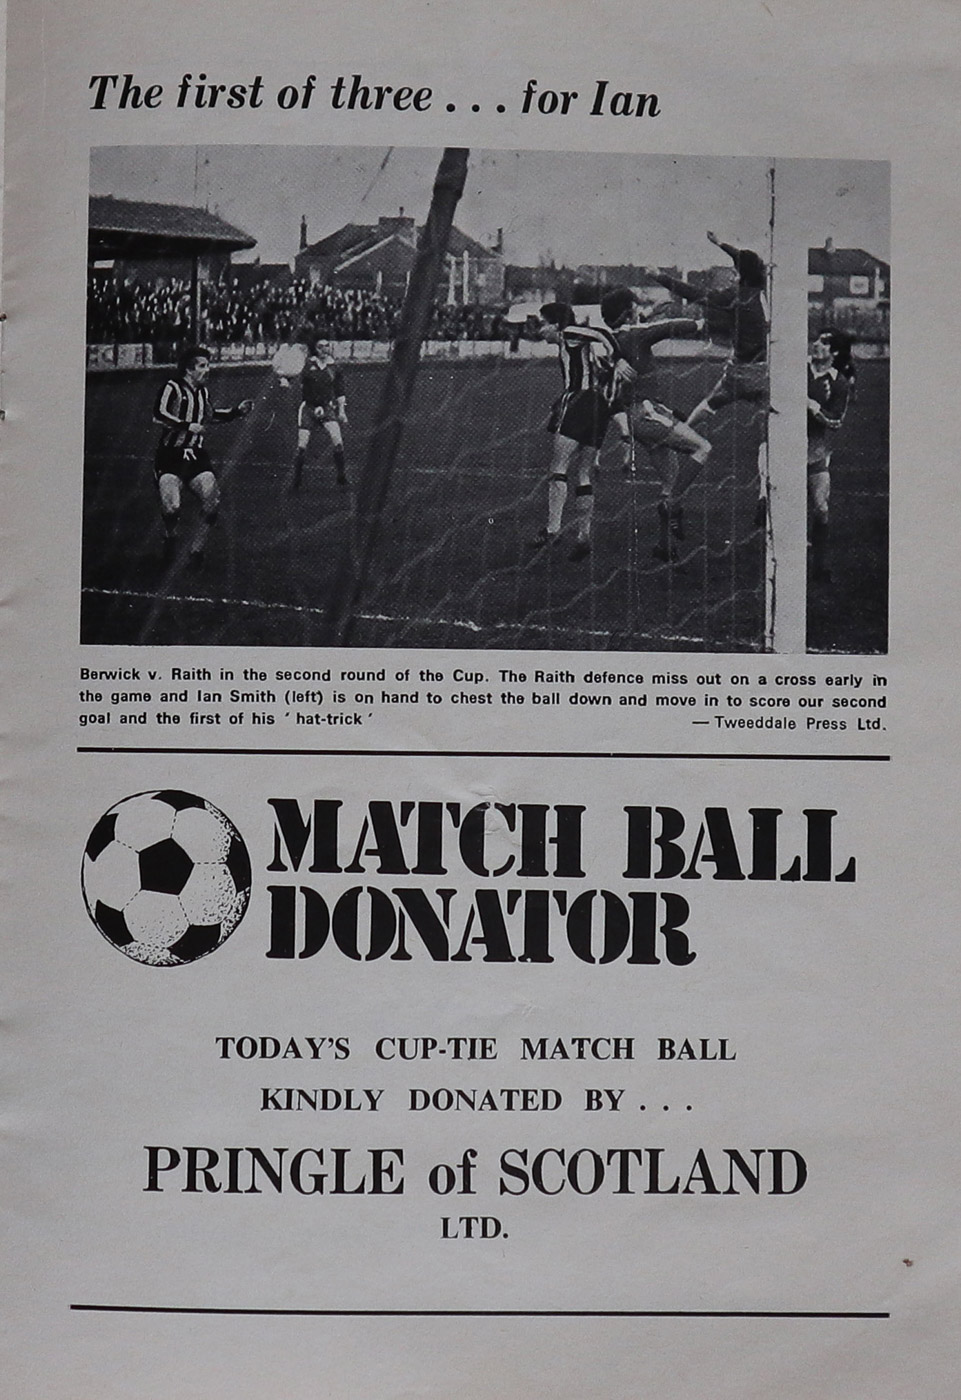 The first of three . . . for Ian
Berwick v. Raith in the second round of the Cup. The Raith defence miss out on a cross early in
the game and Ian Smith (left) is on hand to chest the ball down and move in to score our second
goal and the first of his ' hat-trick '
— Tweeddale Press Ltd.
MATCH BALL
DONATOR
TODAY'S CUP-TIE MATCH BALL
KINDLY DONATED BY . . .
PRINGLE of SCOTLAND
LTD.